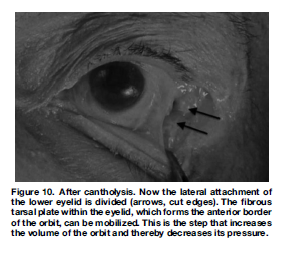 Figure 10. After cantholysis. Now the lateral attachment of
the lower eyelid is divided (arrows, cut edges). The fibrous
tarsal plate within the eyelid, which forms the anterior border
of the orbit, can be mobilized. This is the step that increases
the volume of the orbit and thereby decreases its pressure.